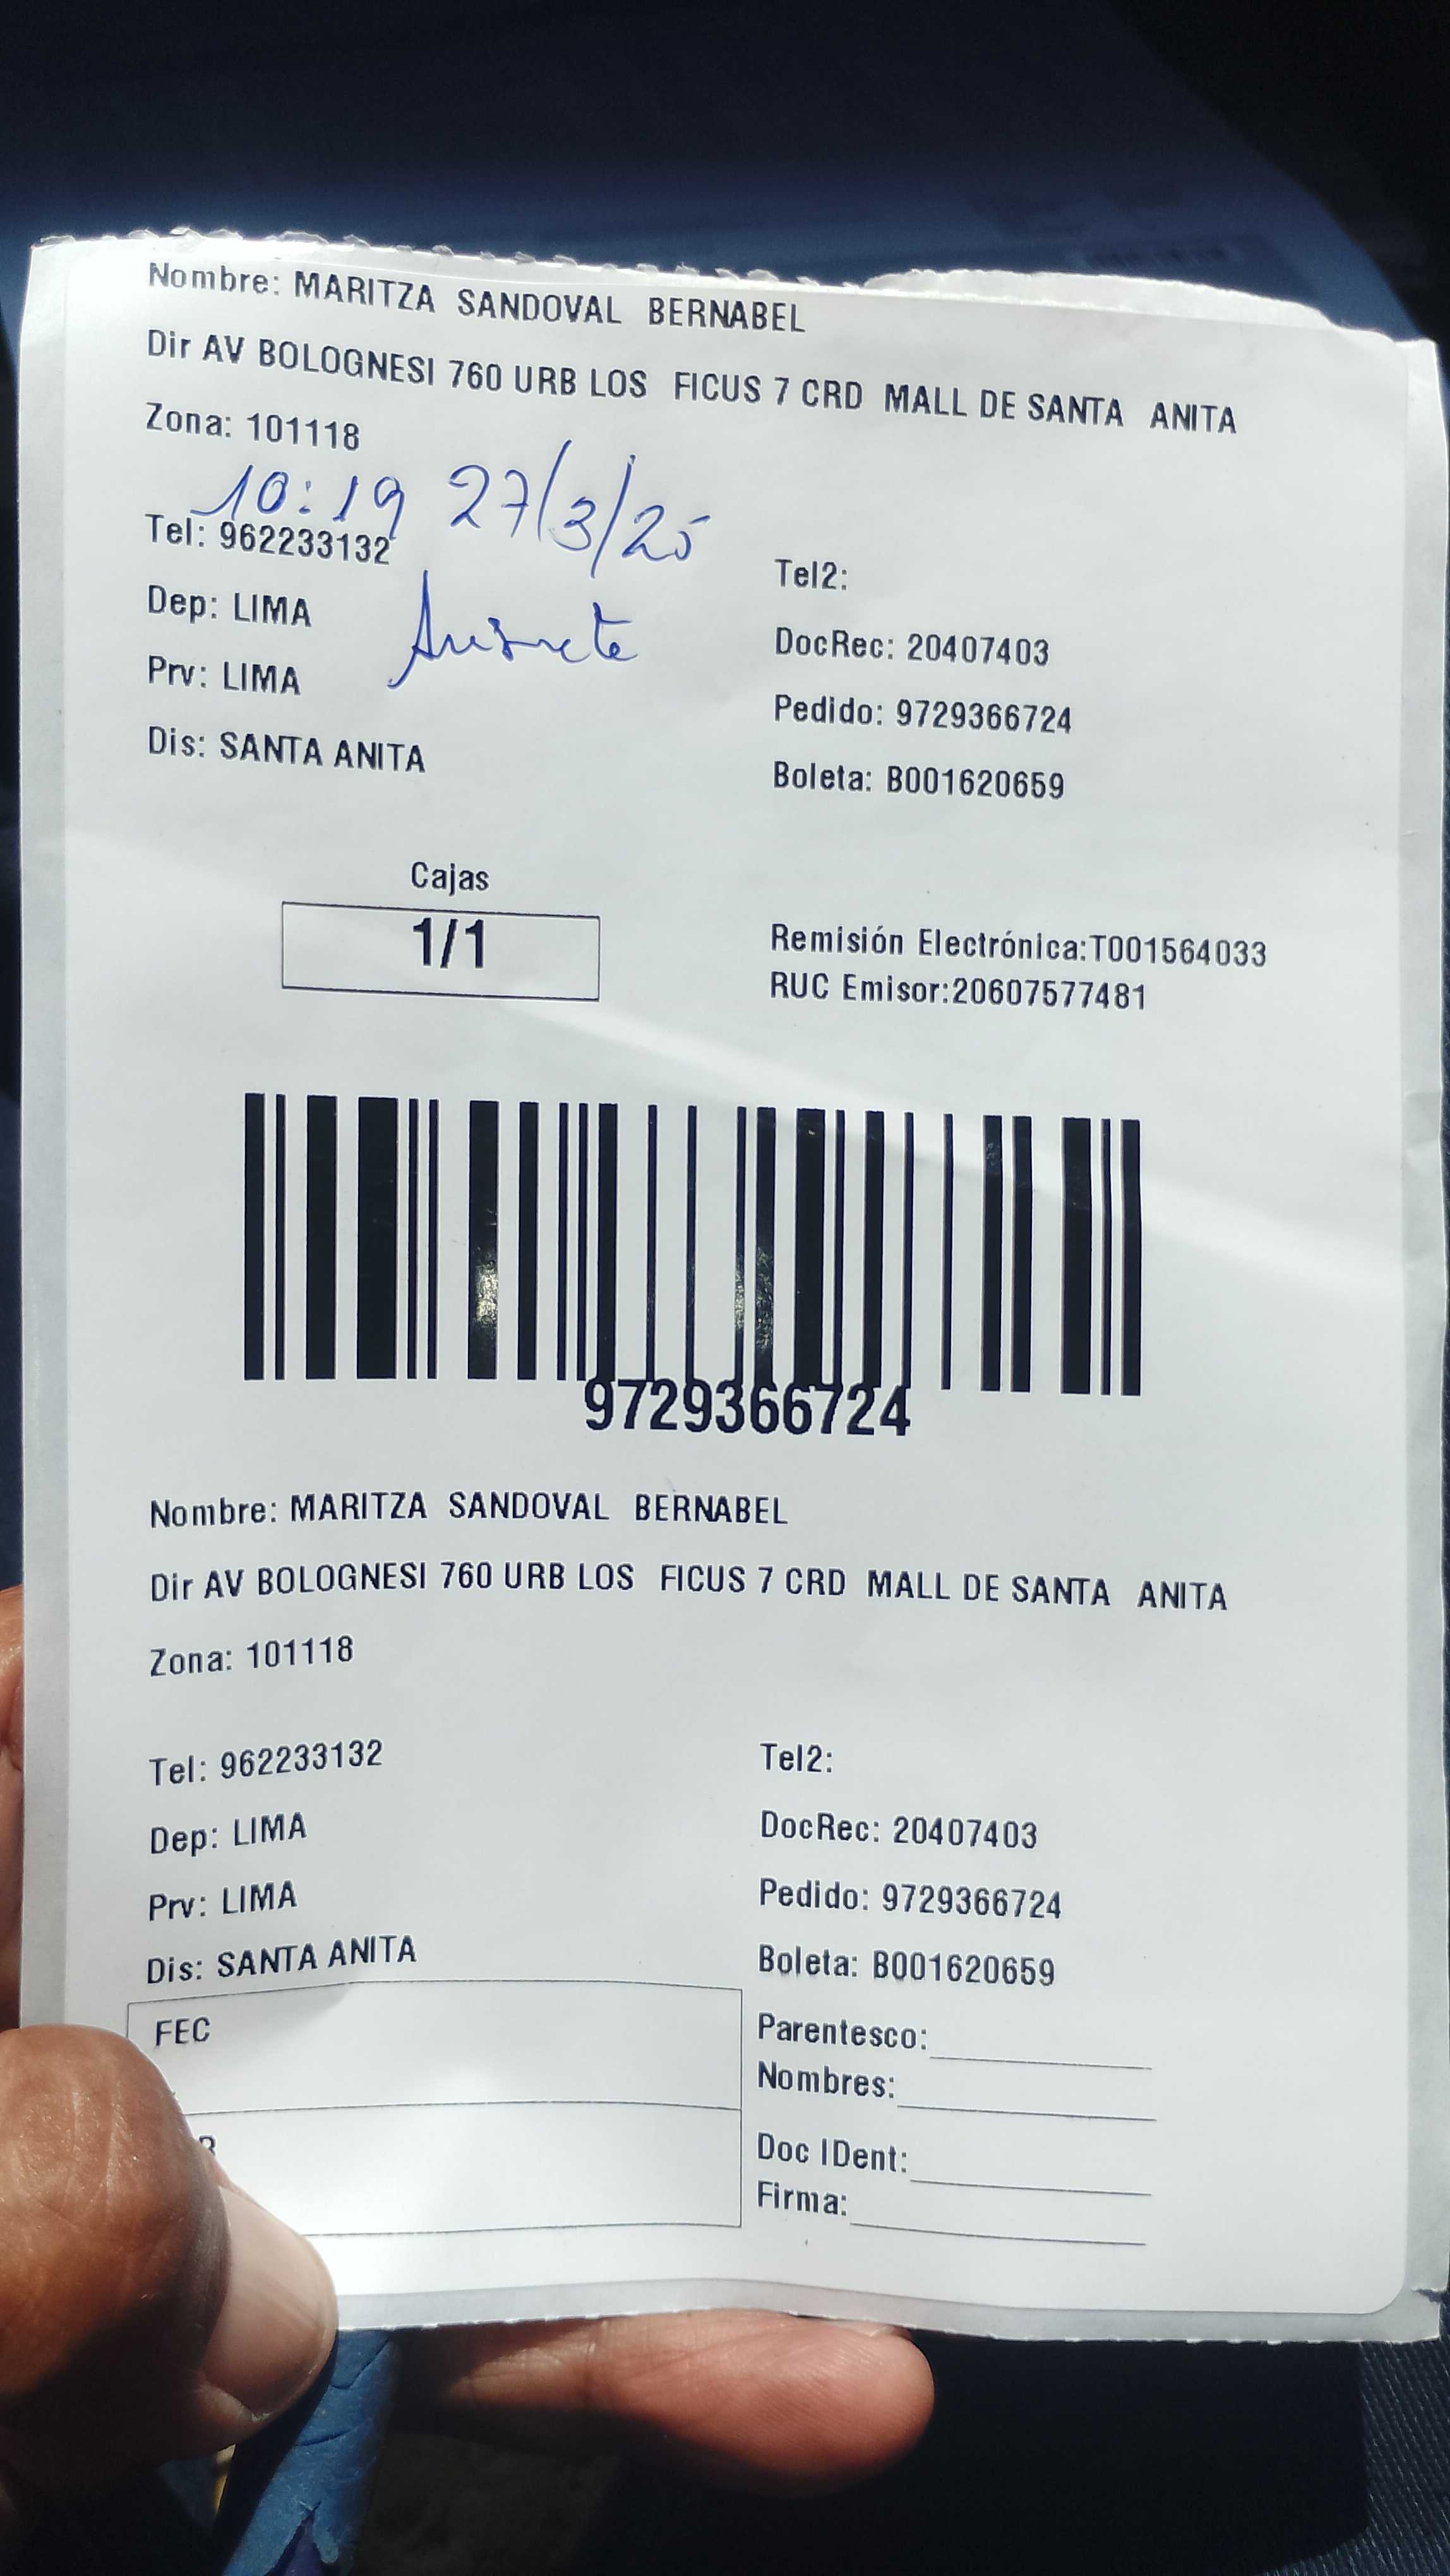 Nombre: MARITZA SANDOVAL BERNABEL
Dir AV BOLOGNESI 760 URB LOS FICUS 7 CRD MALL DE SANTA ANITA
Zona: 101118
10:19 27/3/25
Tel: 962233132
Tel2:
Dep: LIMA
DocRec: 20407403
Prv: LIMA
Pedido: 9729366724
Dis: SANTA ANITA
Boleta: B001620659
Cajas
1/1
Remisión Electrónica:T001564033
RUC Emisor:20607577481
9729366724
Nombre: MARITZA SANDOVAL BERNABEL
Dir AV BOLOGNESI 760 URB LOS FICUS 7 CRD MALL DE SANTA ANITA
Zona: 101118
Tel: 962233132
Tel2:
Dep: LIMA
DocRec: 20407403
Prv: LIMA
Pedido: 9729366724
Dis: SANTA ANITA
Boleta: B001620659
FEC
Parentesco:
Nombres:
Doc IDent:
Firma: